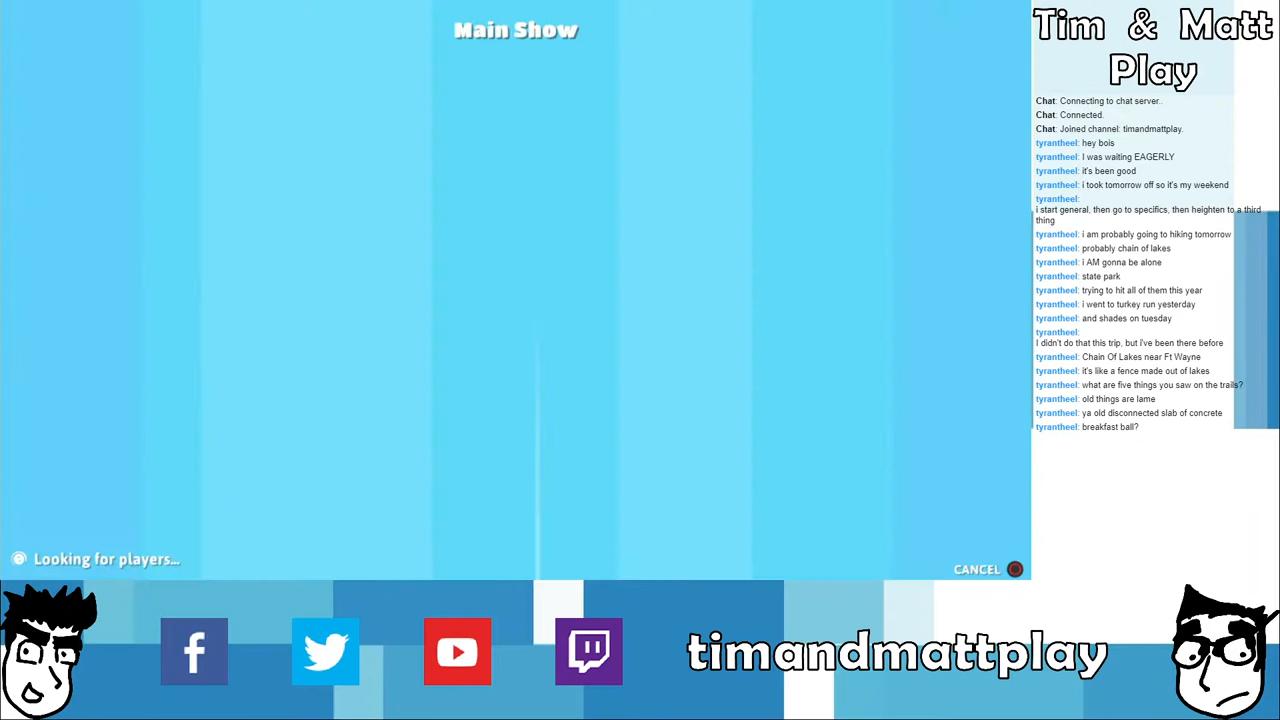 Main Show
Looking for players...
CANCEL
Tim & Matt
Play
Chat: Connecting to chat server..
Chat: Connected.
Chat: Joined channel: timandmattplay.
tyrantheel: hey bois
tyrantheel: I was waiting EAGERLY
tyrantheel: it's been good
tyrantheel: i took tomorrow off so it's my weekend
tyrantheel:
i start general, then go to specifics, then heighten to a third
thing
tyrantheel: i am probably going to hiking tomorrow
tyrantheel: probably chain of lakes
tyrantheel: i AM gonna be alone
tyrantheel: state park
tyrantheel: trying to hit all of them this year
tyrantheel: i went to turkey run yesterday
tyrantheel: and shades on tuesday
tyrantheel:
I didn't do that this trip, but i've been there before
tyrantheel: Chain Of Lakes near Ft Wayne
tyrantheel: it's like a fence made out of lakes
tyrantheel: what are five things you saw on the trails?
tyrantheel: old things are lame
tyrantheel: ya old disconnected slab of concrete
tyrantheel: breakfast ball?
timandmattplay